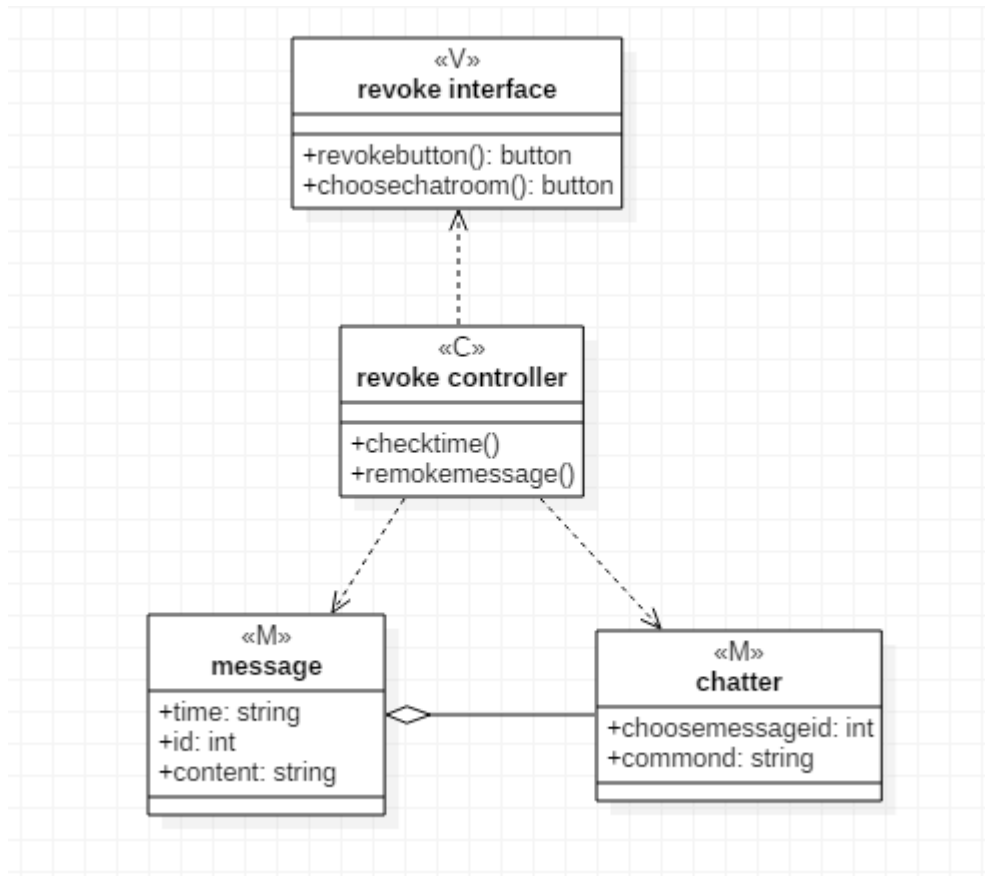 «V»
revoke interface
+revokebutton(): button
+choosechatroom(): button
«C»
revoke controller
+checktime()
+remokemessage()
«M»
message
+time: string
+id: int
+content: string
«M»
chatter
+choosemessageid: int
+commond: string